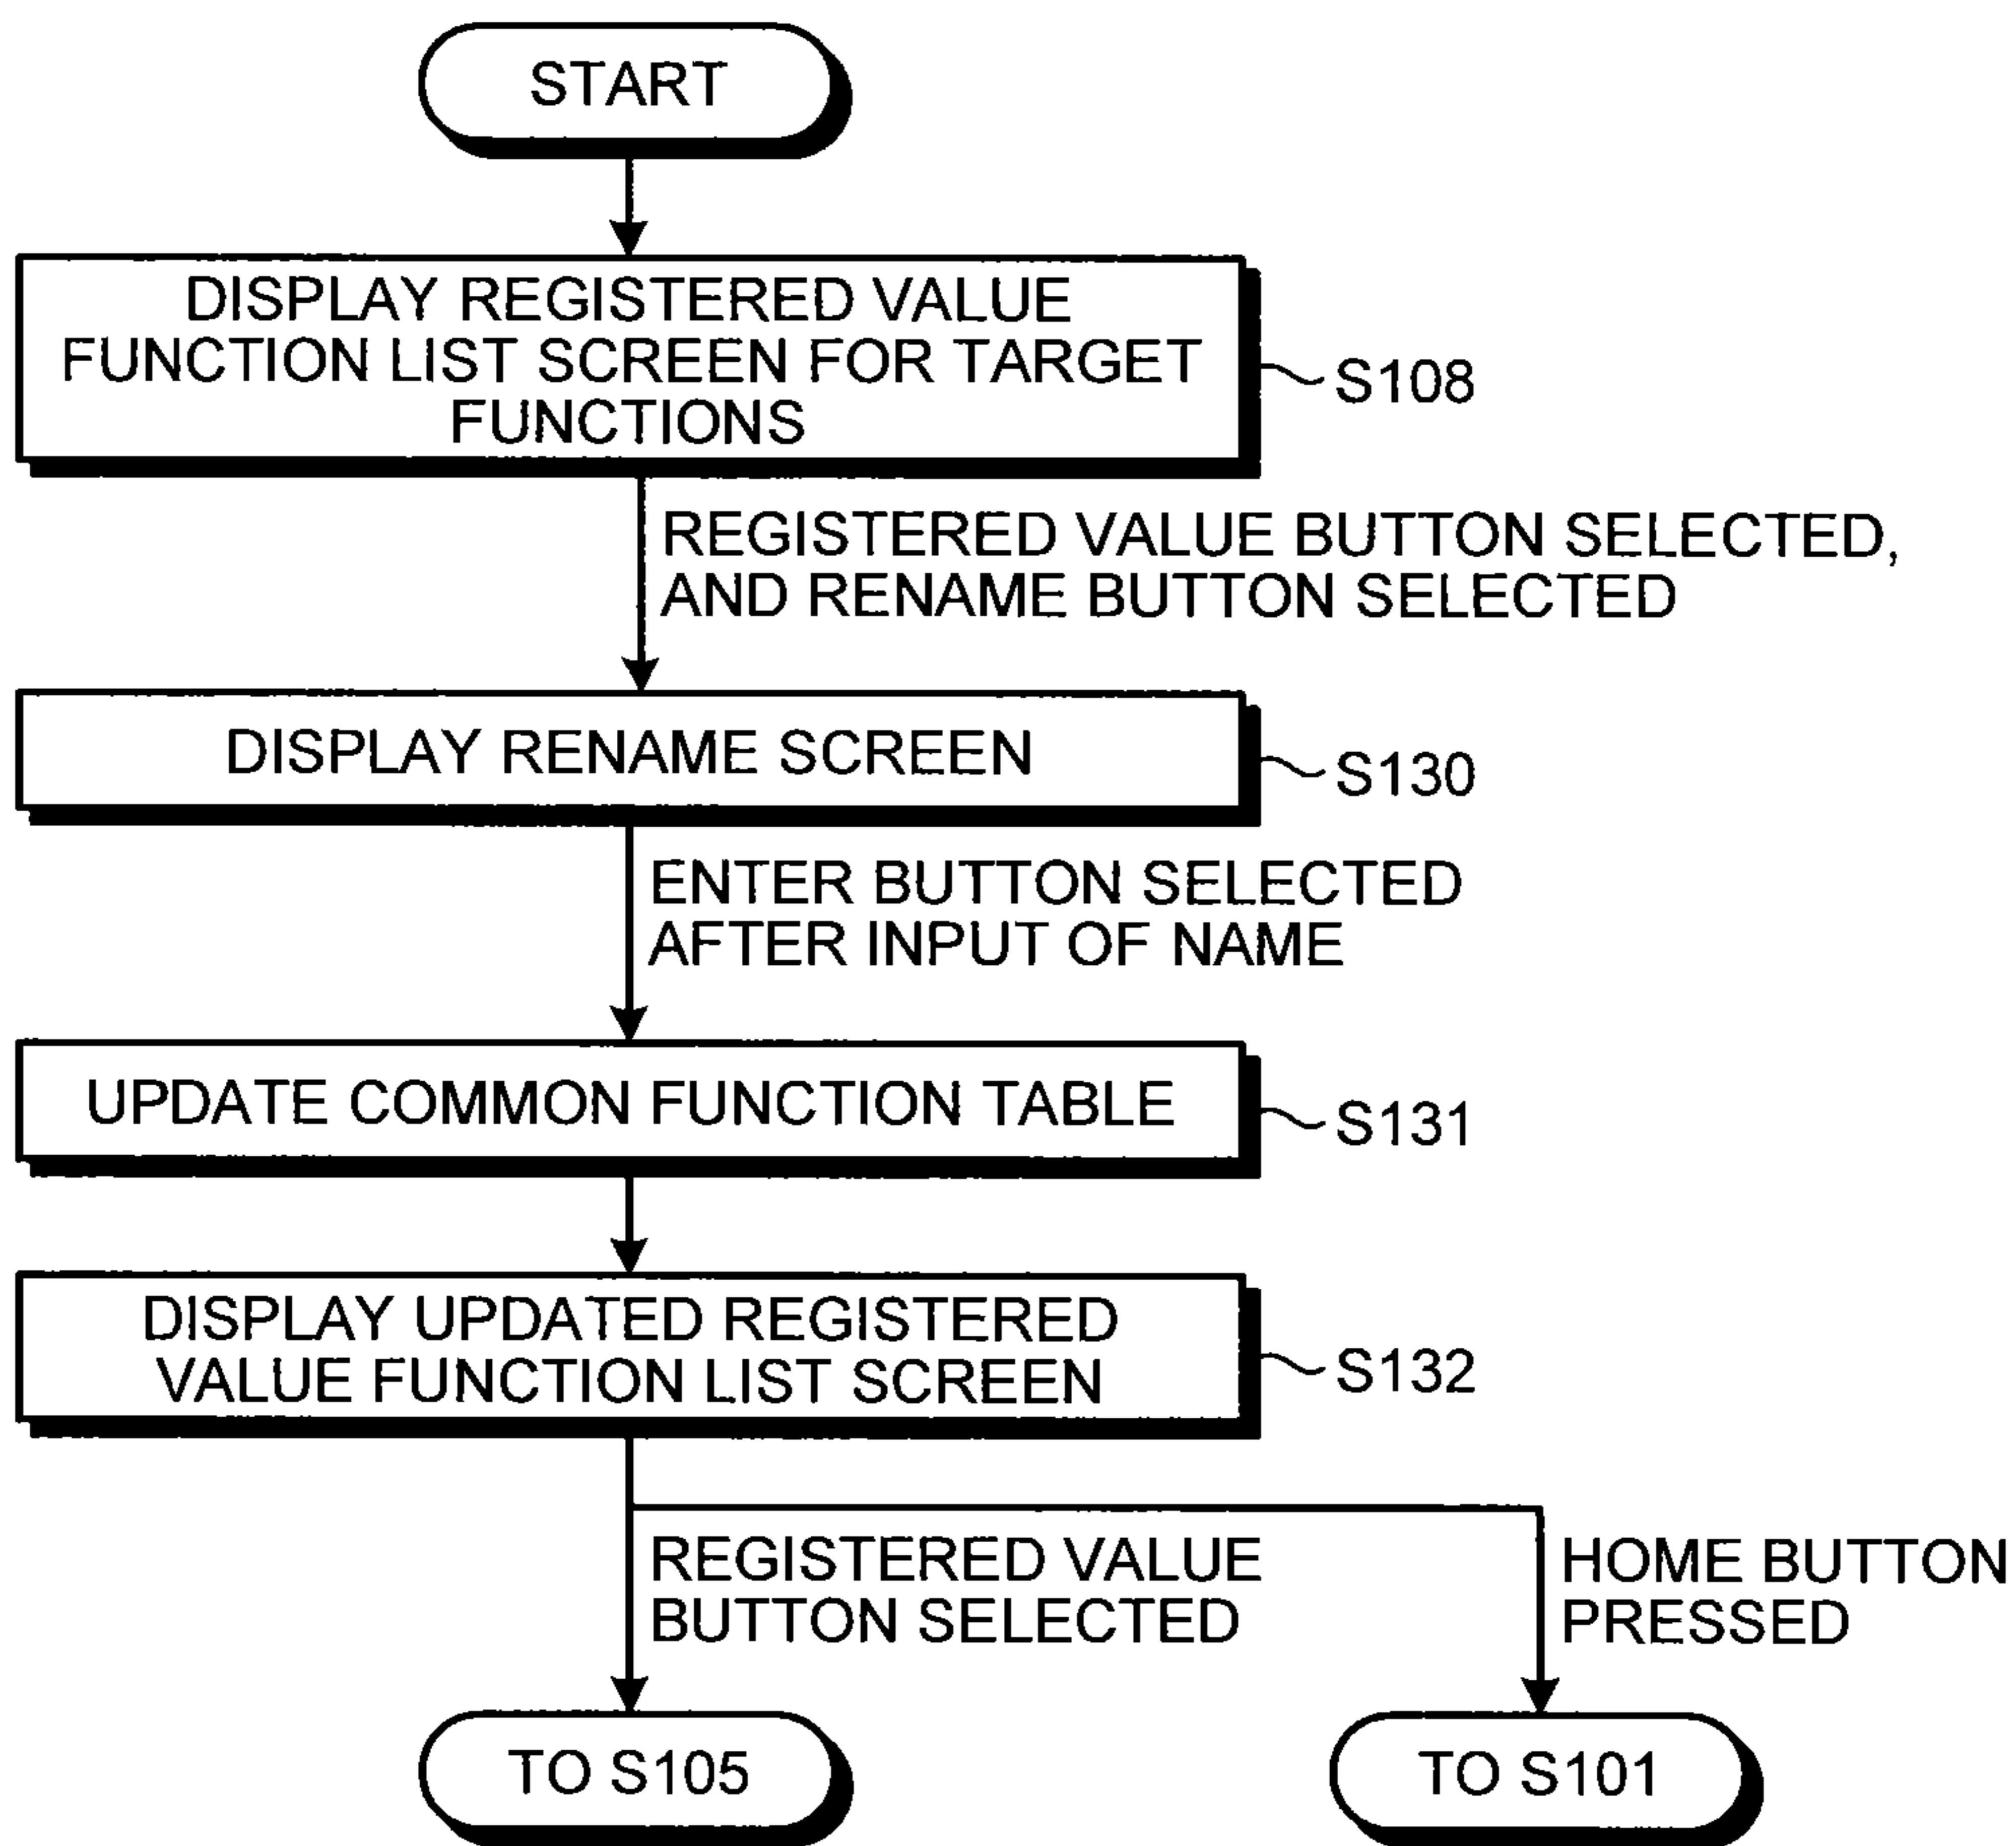 START
DISPLAY REGISTERED VALUE
FUNCTION LIST SCREEN FOR TARGET
FUNCTIONS
S108
REGISTERED VALUE BUTTON SELECTED,
AND RENAME BUTTON SELECTED
DISPLAY RENAME SCREEN
S130
ENTER BUTTON SELECTED
AFTER INPUT OF NAME
UPDATE COMMON FUNCTION TABLE
S131
DISPLAY UPDATED REGISTERED
VALUE FUNCTION LIST SCREEN
S132
REGISTERED VALUE
BUTTON SELECTED
HOME BUTTON
PRESSED
TO S105
TO S101